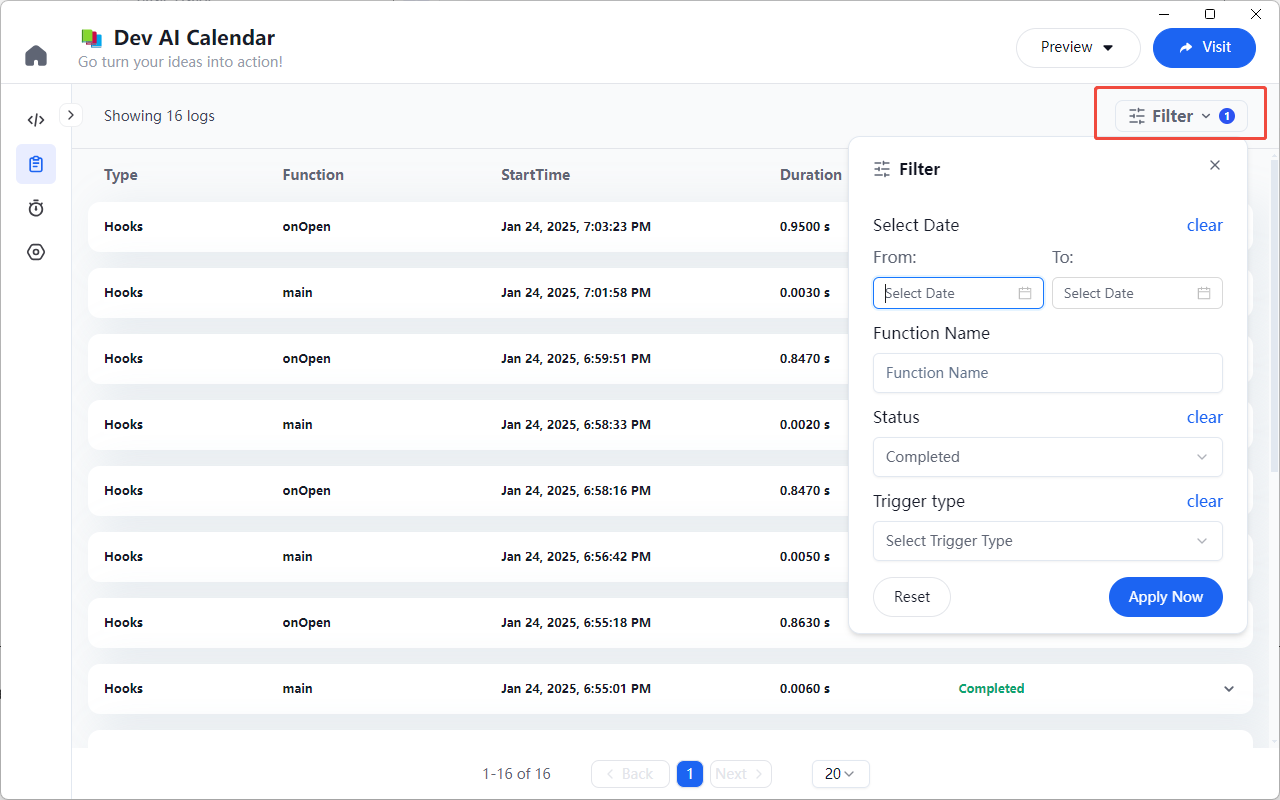 Dev AI Calendar
Go turn your ideas into action!
Preview
Visit
Showing 16 logs
Filter 1
Type Function StartTime Duration
Hooks onOpen Jan 24, 2025, 7:03:23 PM 0.9500 s
Hooks main Jan 24, 2025, 7:01:58 PM 0.0030 s
Hooks onOpen Jan 24, 2025, 6:59:51 PM 0.8470 s
Hooks main Jan 24, 2025, 6:58:33 PM 0.0020 s
Hooks onOpen Jan 24, 2025, 6:58:16 PM 0.8470 s
Hooks main Jan 24, 2025, 6:56:42 PM 0.0050 s
Hooks onOpen Jan 24, 2025, 6:55:18 PM 0.8630 s
Hooks main Jan 24, 2025, 6:55:01 PM 0.0060 s Completed
Filter
Select Date clear
From: To:
Select Date Select Date
Function Name
Function Name
Status clear
Completed
Trigger type clear
Select Trigger Type
Reset Apply Now
1-16 of 16 Back 1 Next 20